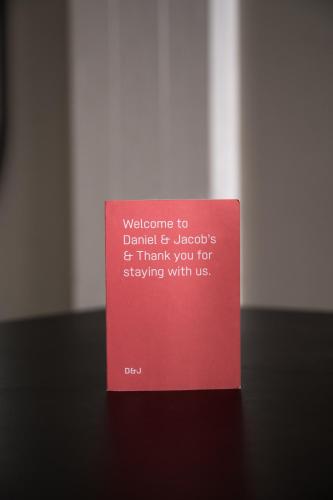 Welcome to
Daniel & Jacob's
& Thank you for
staying with us.
D&J